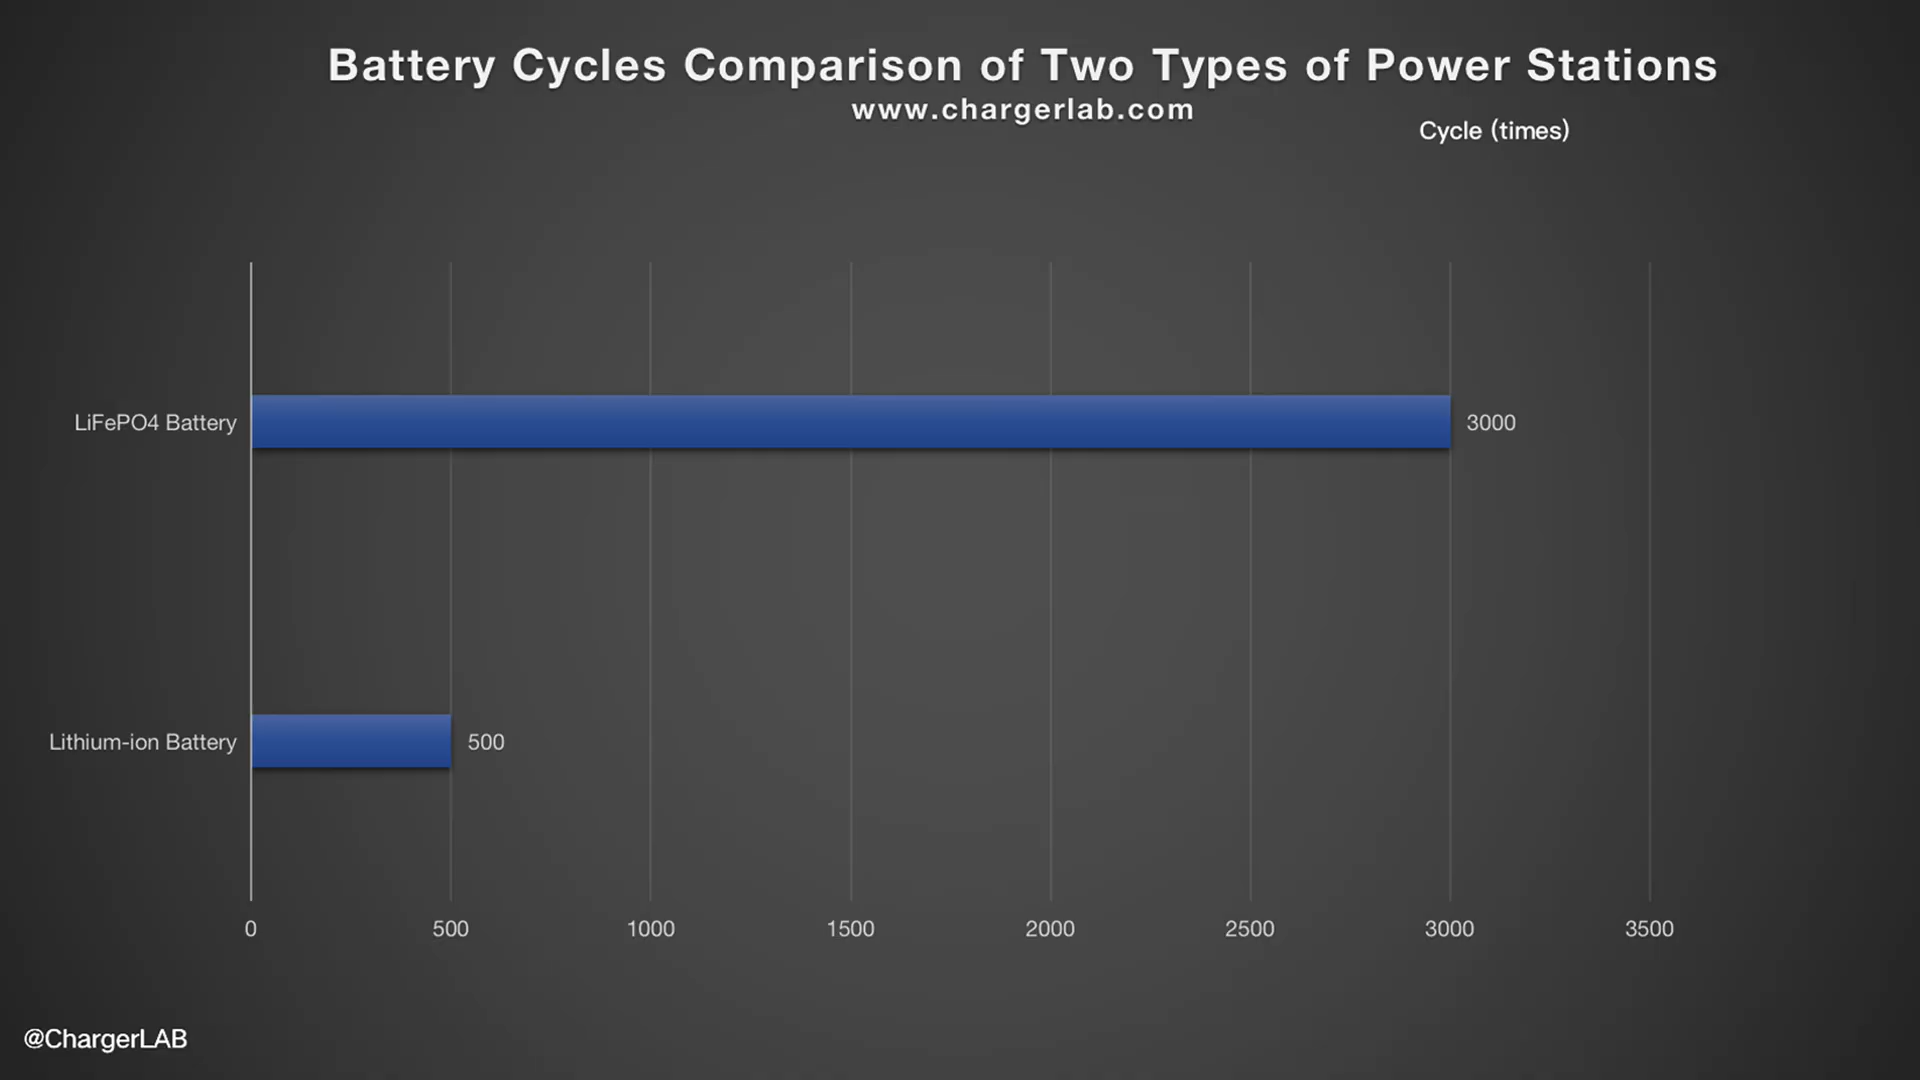 Battery Cycles Comparison of Two Types of Power Stations
www.chargerlab.com
Cycle (times)
LiFePO4 Battery
3000
Lithium-ion Battery
500
0 500 1000 1500 2000 2500 3000 3500
@ChargerLAB